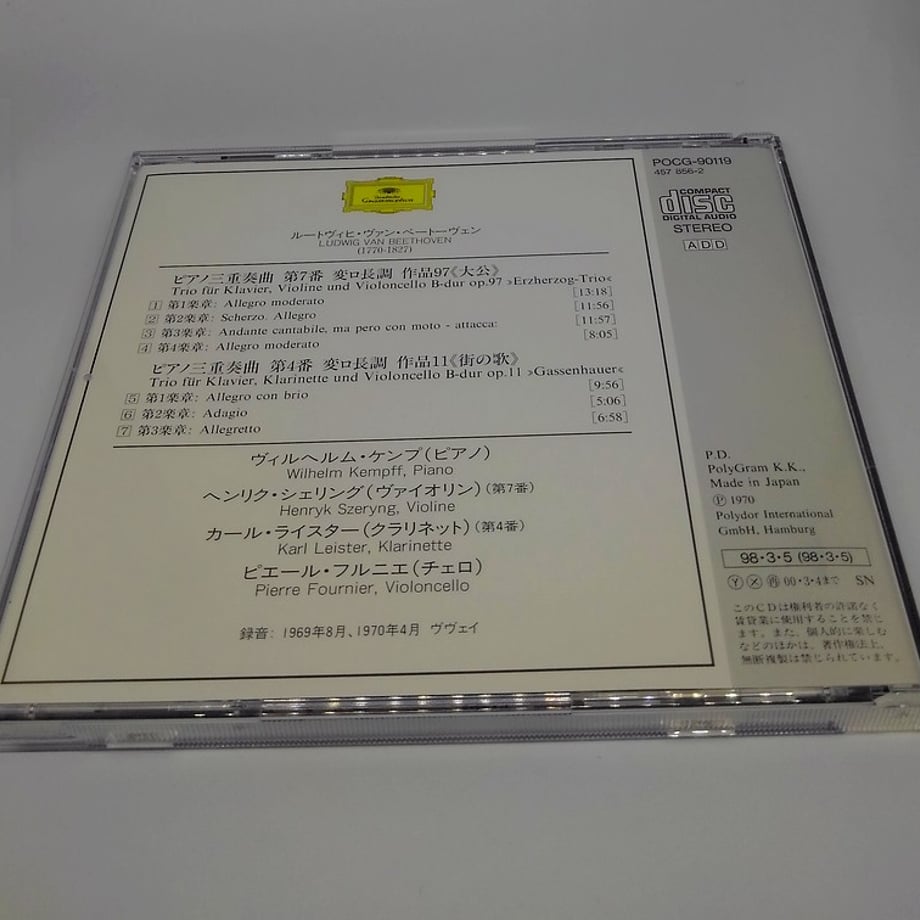 POCG-90119
457 856-2
COMPACT
disc
DIGITAL AUDIO
STEREO
ADD
Deutsche
Grammophon
ルートヴィヒ・ヴァン・ベートーヴェン
LUDWIG VAN BEETHOVEN
(1770-1827)
ピアノ三重奏曲 第7番 変ロ長調 作品97《大公》
Trio für Klavier, Violine und Violoncello B-dur op.97 »Erzherzog-Trio«
1 第1楽章: Allegro moderato [13:18]
2 第2楽章: Scherzo. Allegro [11:56]
3 第3楽章: Andante cantabile, ma pero con moto - attacca: [11:57]
4 第4楽章: Allegro moderato [8:05]
ピアノ三重奏曲 第4番 変ロ長調 作品11《街の歌》
Trio für Klavier, Klarinette und Violoncello B-dur op.11 »Gassenhauer«
5 第1楽章: Allegro con brio [9:56]
6 第2楽章: Adagio [5:06]
7 第3楽章: Allegretto [6:58]
ヴィルヘルム・ケンプ(ピアノ)
Wilhelm Kempff, Piano
ヘンリク・シェリング(ヴァイオリン)(第7番)
Henryk Szeryng, Violine
カール・ライスター(クラリネット)(第4番)
Karl Leister, Klarinette
ピエール・フルニエ(チェロ)
Pierre Fournier, Violoncello
録音: 1969年8月、1970年4月 ヴヴェイ
P.D.
PolyGram K.K.,
Made in Japan
Ⓟ 1970
Polydor International
GmbH, Hamburg
98・3・5 (98・3・5)
Ⓨ Ⓧ 再 00・3・4まで SN
このCDは権利者の許諾なく
賃貸業に使用することを禁じ
ます。また、個人的に楽しむ
などのほかは、著作権法上、
無断複製は禁じられています。